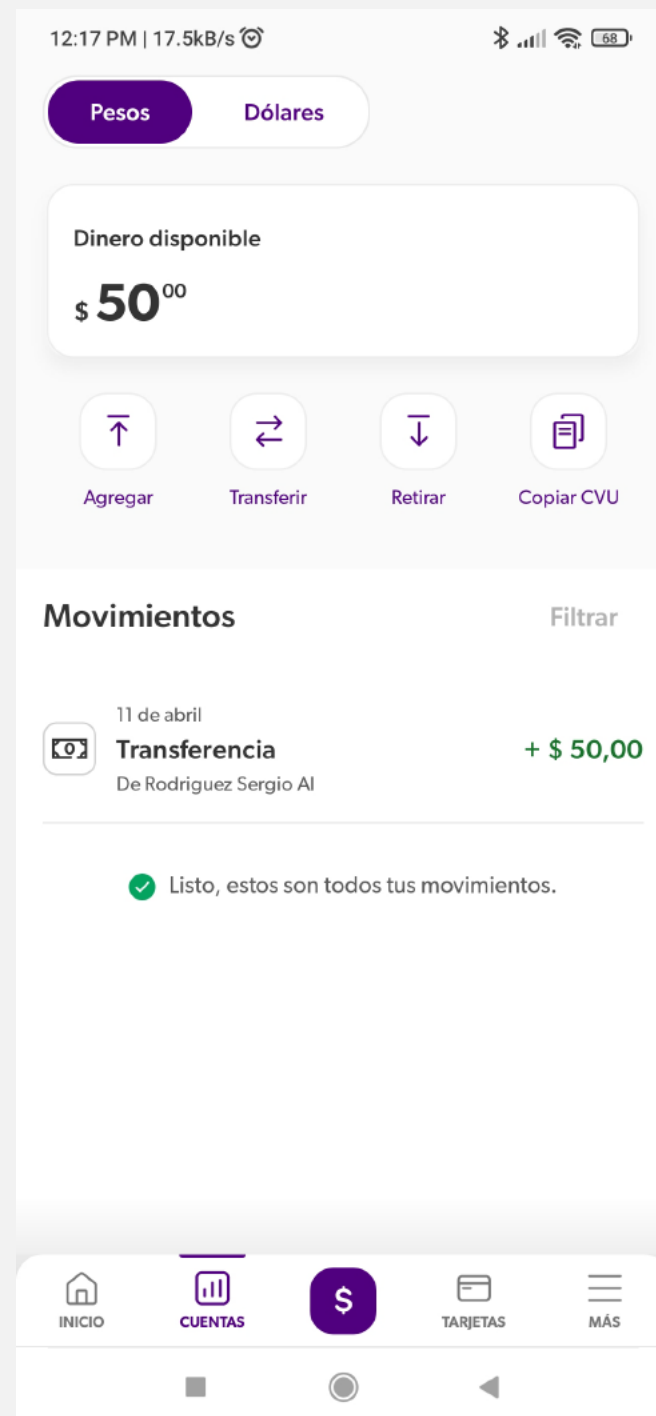 12:17 PM | 17.5kB/s
68
Pesos Dólares
Dinero disponible
$ 50 00
Agregar Transferir Retirar Copiar CVU
Movimientos Filtrar
11 de abril
Transferencia + $ 50,00
De Rodriguez Sergio Al
Listo, estos son todos tus movimientos.
$
INICIO CUENTAS TARJETAS MÁS